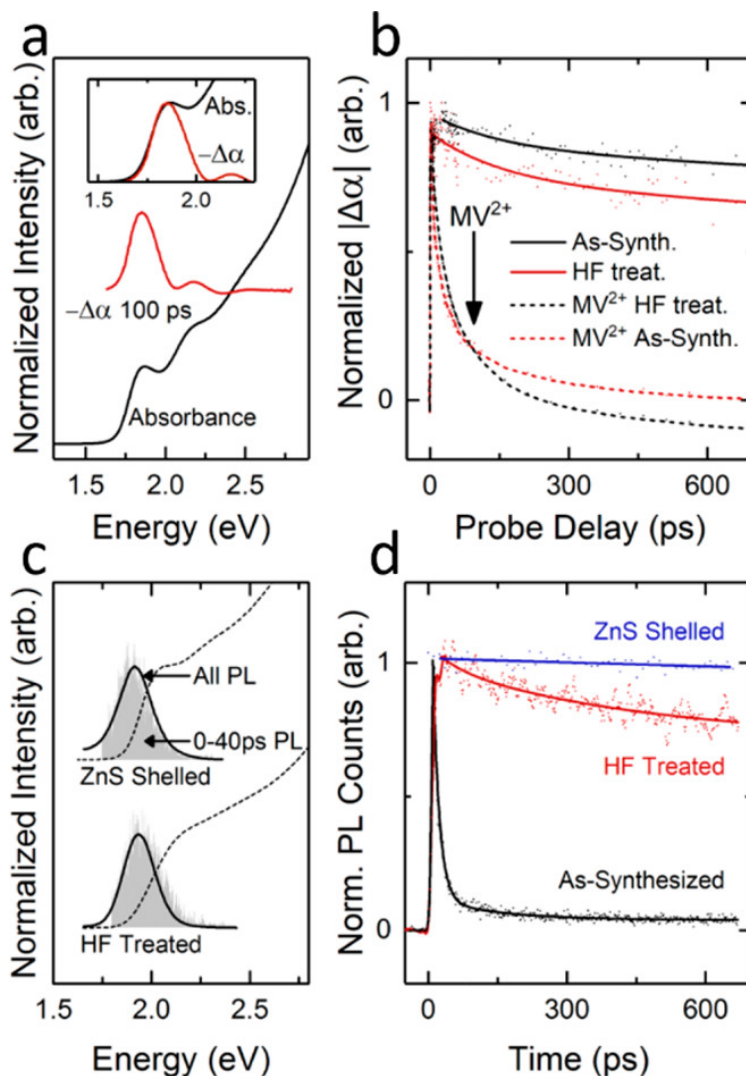 a
Normalized Intensity (arb.)
Abs.
−Δα
1.5 2.0
−Δα 100 ps
Absorbance
1.5 2.0 2.5
Energy (eV)
b
Normalized |Δα| (arb.)
1
0
MV²⁺
As-Synth.
HF treat.
MV²⁺ HF treat.
MV²⁺ As-Synth.
0 300 600
Probe Delay (ps)
c
Normalized Intensity (arb.)
All PL
0-40ps PL
ZnS Shelled
HF Treated
1.5 2.0 2.5
Energy (eV)
d
Norm. PL Counts (arb.)
1
0
ZnS Shelled
HF Treated
As-Synthesized
0 300 600
Time (ps)